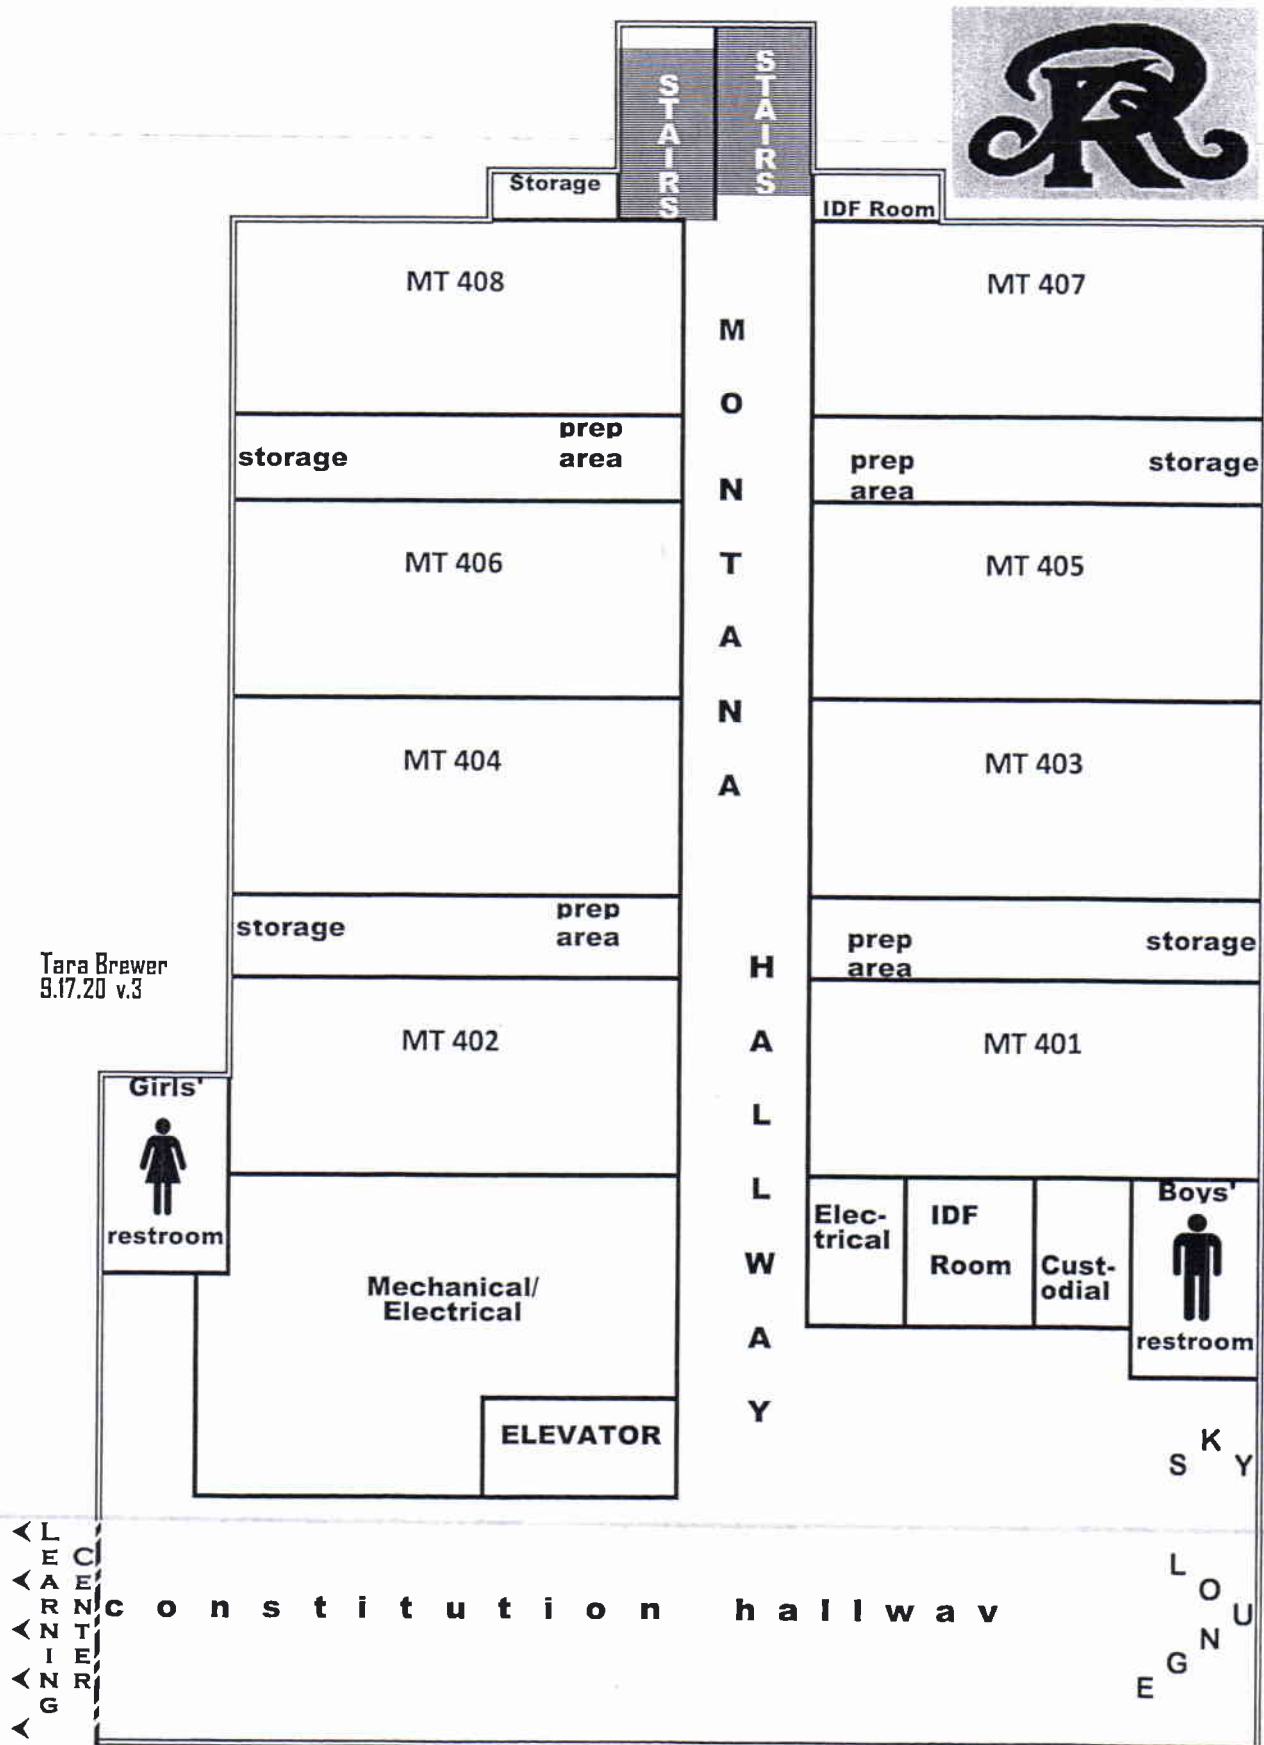 STAIRS
STAIRS
Storage
IDF Room
MT 408
MT 407
MONTANA
prep
storage
area
prep
storage
area
MT 406
MT 405
MT 404
MT 403
prep
storage
area
prep
storage
area
Tara Brewer
9.17.20 v.3
HALLWAY
MT 402
MT 401
Girls'
restroom
Elec-
trical
IDF
Room
Cust-
odial
Boys'
restroom
Mechanical/
Electrical
ELEVATOR
SKY
LOUNGE
LEARNING
CENTER
constitution hallway